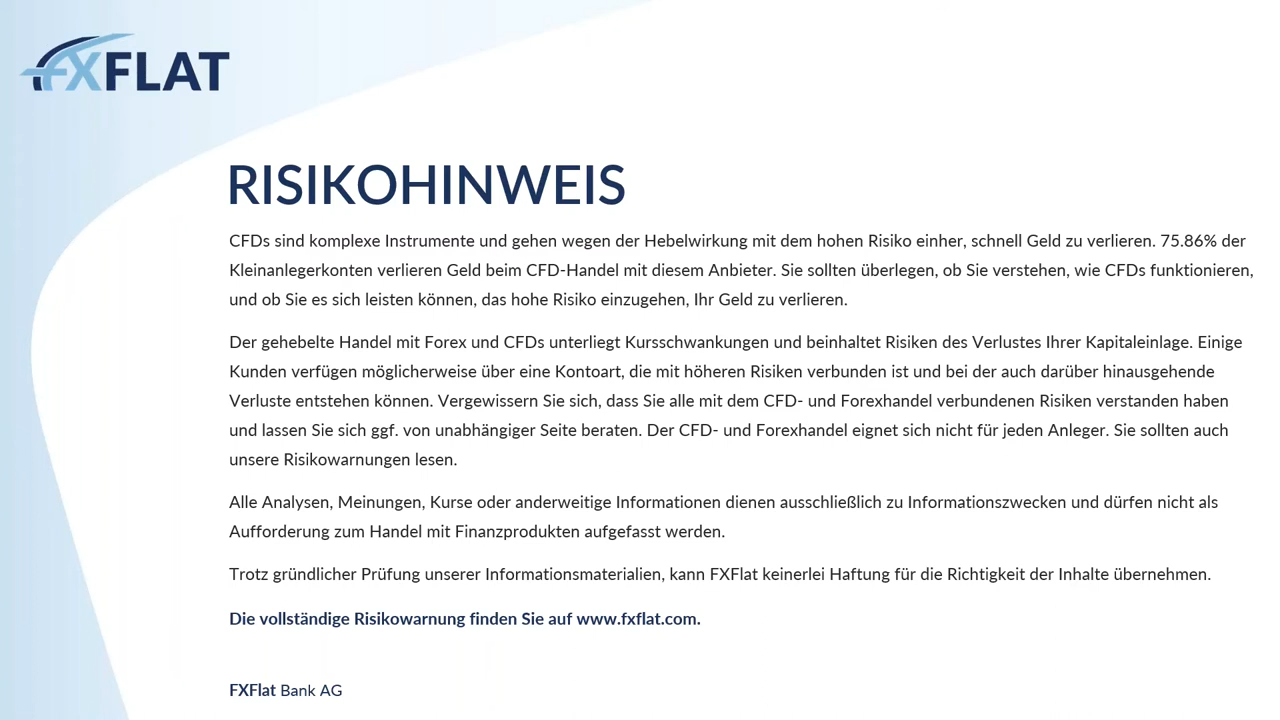 FXFLAT
RISIKOHINWEIS
CFDs sind komplexe Instrumente und gehen wegen der Hebelwirkung mit dem hohen Risiko einher, schnell Geld zu verlieren. 75.86% der
Kleinanlegerkonten verlieren Geld beim CFD-Handel mit diesem Anbieter. Sie sollten überlegen, ob Sie verstehen, wie CFDs funktionieren,
und ob Sie es sich leisten können, das hohe Risiko einzugehen, Ihr Geld zu verlieren.
Der gehebelte Handel mit Forex und CFDs unterliegt Kursschwankungen und beinhaltet Risiken des Verlustes Ihrer Kapitaleinlage. Einige
Kunden verfügen möglicherweise über eine Kontoart, die mit höheren Risiken verbunden ist und bei der auch darüber hinausgehende
Verluste entstehen können. Vergewissern Sie sich, dass Sie alle mit dem CFD- und Forexhandel verbundenen Risiken verstanden haben
und lassen Sie sich ggf. von unabhängiger Seite beraten. Der CFD- und Forexhandel eignet sich nicht für jeden Anleger. Sie sollten auch
unsere Risikowarnungen lesen.
Alle Analysen, Meinungen, Kurse oder anderweitige Informationen dienen ausschließlich zu Informationszwecken und dürfen nicht als
Aufforderung zum Handel mit Finanzprodukten aufgefasst werden.
Trotz gründlicher Prüfung unserer Informationsmaterialien, kann FXFlat keinerlei Haftung für die Richtigkeit der Inhalte übernehmen.
Die vollständige Risikowarnung finden Sie auf www.fxflat.com.
FXFlat Bank AG